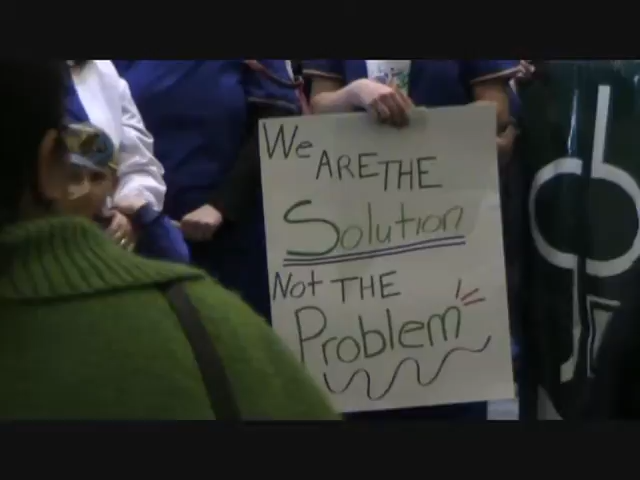 We
ARE THE
Solution
Not THE
Problem